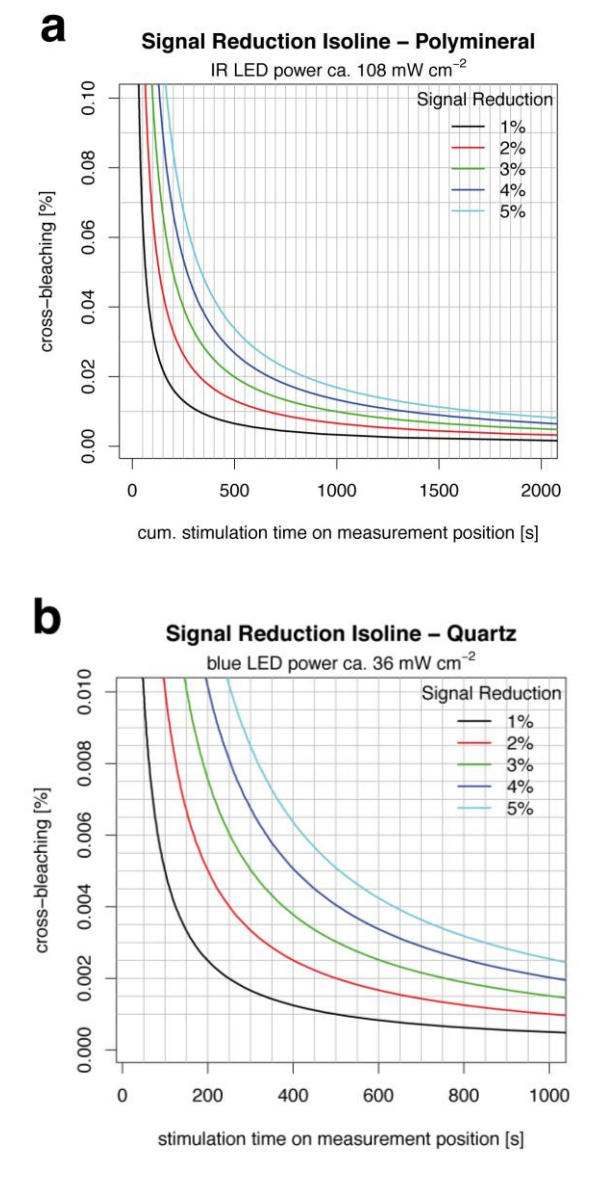 a
Signal Reduction Isoline – Polymineral
IR LED power ca. 108 mW cm−2
Signal Reduction
1%
2%
3%
4%
5%
cross−bleaching [%]
0.10
0.08
0.06
0.04
0.02
0.00
0 500 1000 1500 2000
cum. stimulation time on measurement position [s]
b
Signal Reduction Isoline – Quartz
blue LED power ca. 36 mW cm−2
Signal Reduction
1%
2%
3%
4%
5%
cross−bleaching [%]
0.010
0.008
0.006
0.004
0.002
0.000
0 200 400 600 800 1000
stimulation time on measurement position [s]